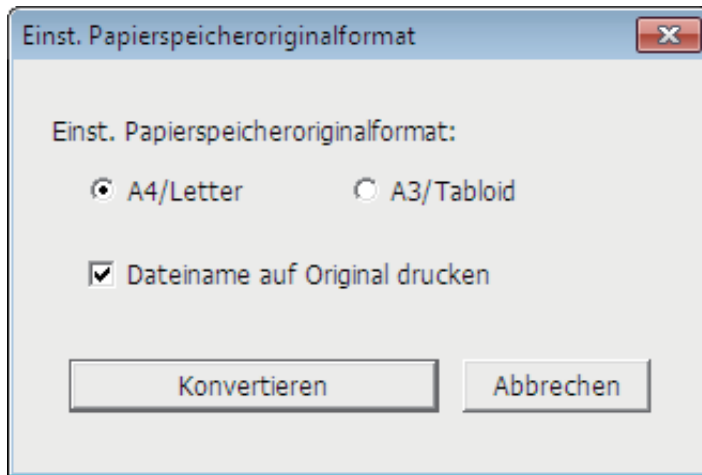 Einst. Papierspeicheroriginalformat
Einst. Papierspeicheroriginalformat:
A4/Letter A3/Tabloid
Dateiname auf Original drucken
Konvertieren Abbrechen